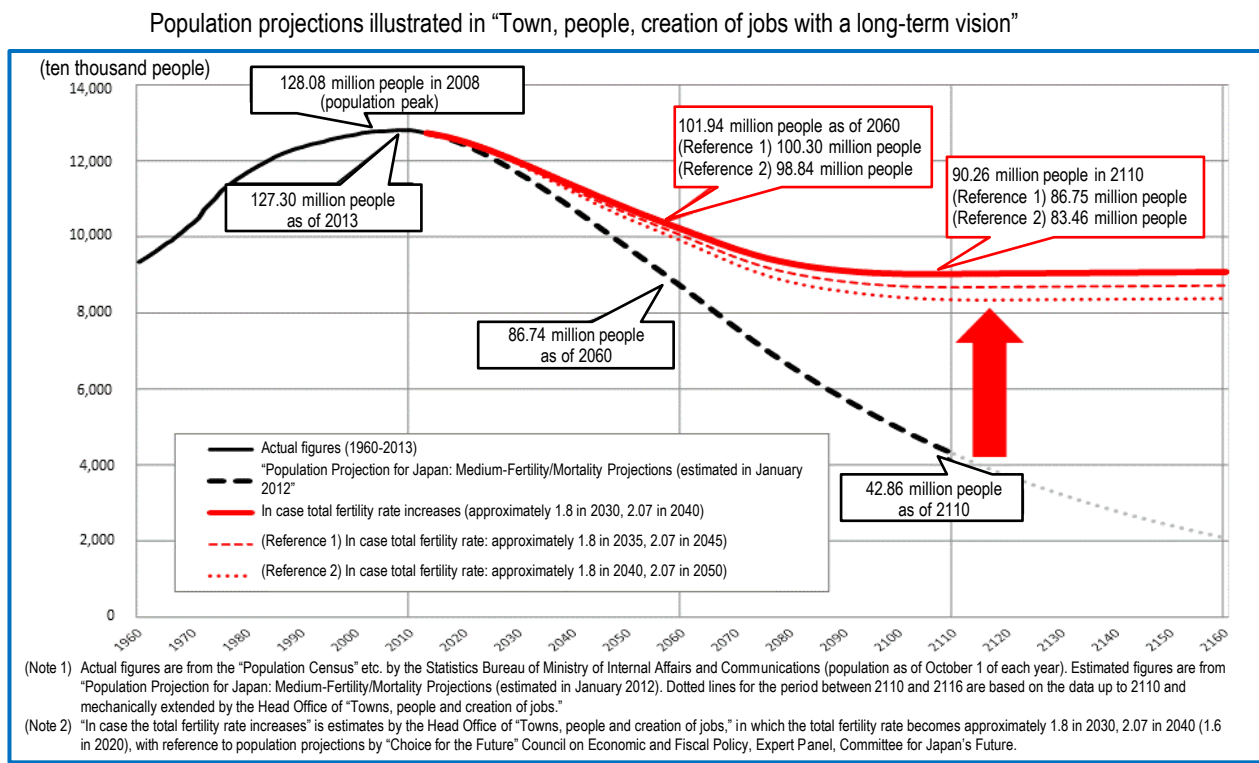 Population projections illustrated in “Town, people, creation of jobs with a long-term vision”
(ten thousand people)
14,000
12,000
10,000
8,000
6,000
4,000
2,000
0
128.08 million people in 2008
(population peak)
127.30 million people
as of 2013
101.94 million people as of 2060
(Reference 1) 100.30 million people
(Reference 2) 98.84 million people
90.26 million people in 2110
(Reference 1) 86.75 million people
(Reference 2) 83.46 million people
86.74 million people
as of 2060
42.86 million people
as of 2110
Actual figures (1960-2013)
“Population Projection for Japan: Medium-Fertility/Mortality Projections (estimated in January
2012”
In case total fertility rate increases (approximately 1.8 in 2030, 2.07 in 2040)
(Reference 1) In case total fertility rate: approximately 1.8 in 2035, 2.07 in 2045)
(Reference 2) In case total fertility rate: approximately 1.8 in 2040, 2.07 in 2050)
1960
1970
1980
1990
2000
2010
2020
2030
2040
2050
2060
2070
2080
2090
2100
2110
2120
2130
2140
2150
2160
(Note 1) Actual figures are from the “Population Census” etc. by the Statistics Bureau of Ministry of Internal Affairs and Communications (population as of October 1 of each year). Estimated figures are from
“Population Projection for Japan: Medium-Fertility/Mortality Projections (estimated in January 2012). Dotted lines for the period between 2110 and 2116 are based on the data up to 2110 and
mechanically extended by the Head Office of “Towns, people and creation of jobs.”
(Note 2) “In case the total fertility rate increases” is estimates by the Head Office of “Towns, people and creation of jobs,” in which the total fertility rate becomes approximately 1.8 in 2030, 2.07 in 2040 (1.6
in 2020), with reference to population projections by “Choice for the Future” Council on Economic and Fiscal Policy, Expert Panel, Committee for Japan’s Future.